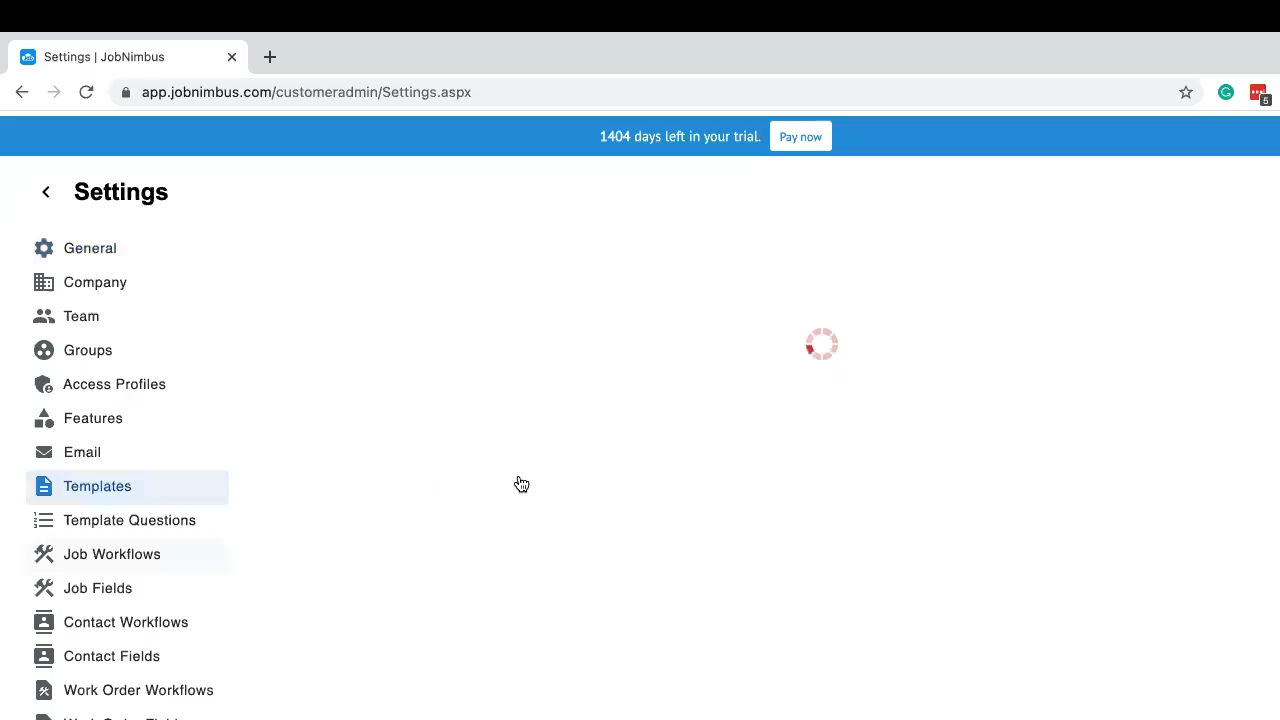 Settings | JobNimbus
app.jobnimbus.com/customeradmin/Settings.aspx
5
1404 days left in your trial. Pay now
Settings
General
Company
Team
Groups
Access Profiles
Features
Email
Templates
Template Questions
Job Workflows
Job Fields
Contact Workflows
Contact Fields
Work Order Workflows